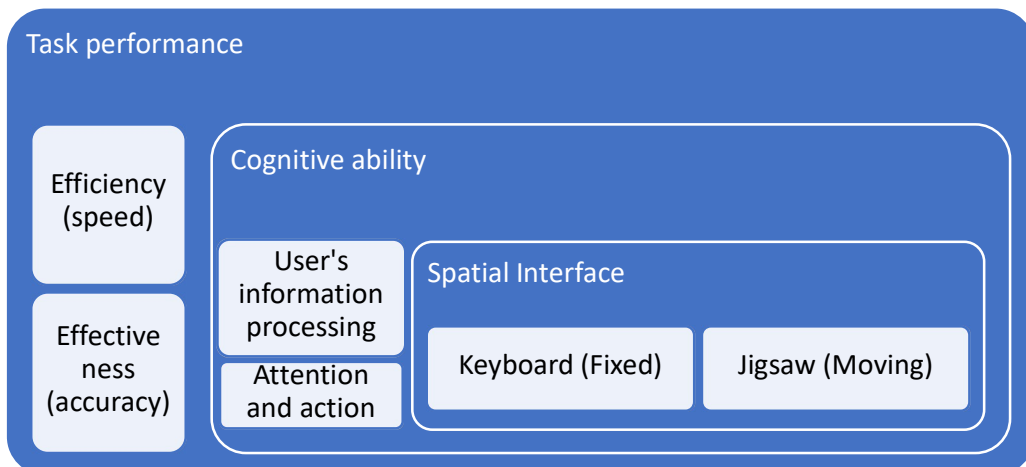 Task performance
Efficiency
(speed)
Effective
ness
(accuracy)
Cognitive ability
User's
information
processing
Attention
and action
Spatial Interface
Keyboard (Fixed)
Jigsaw (Moving)